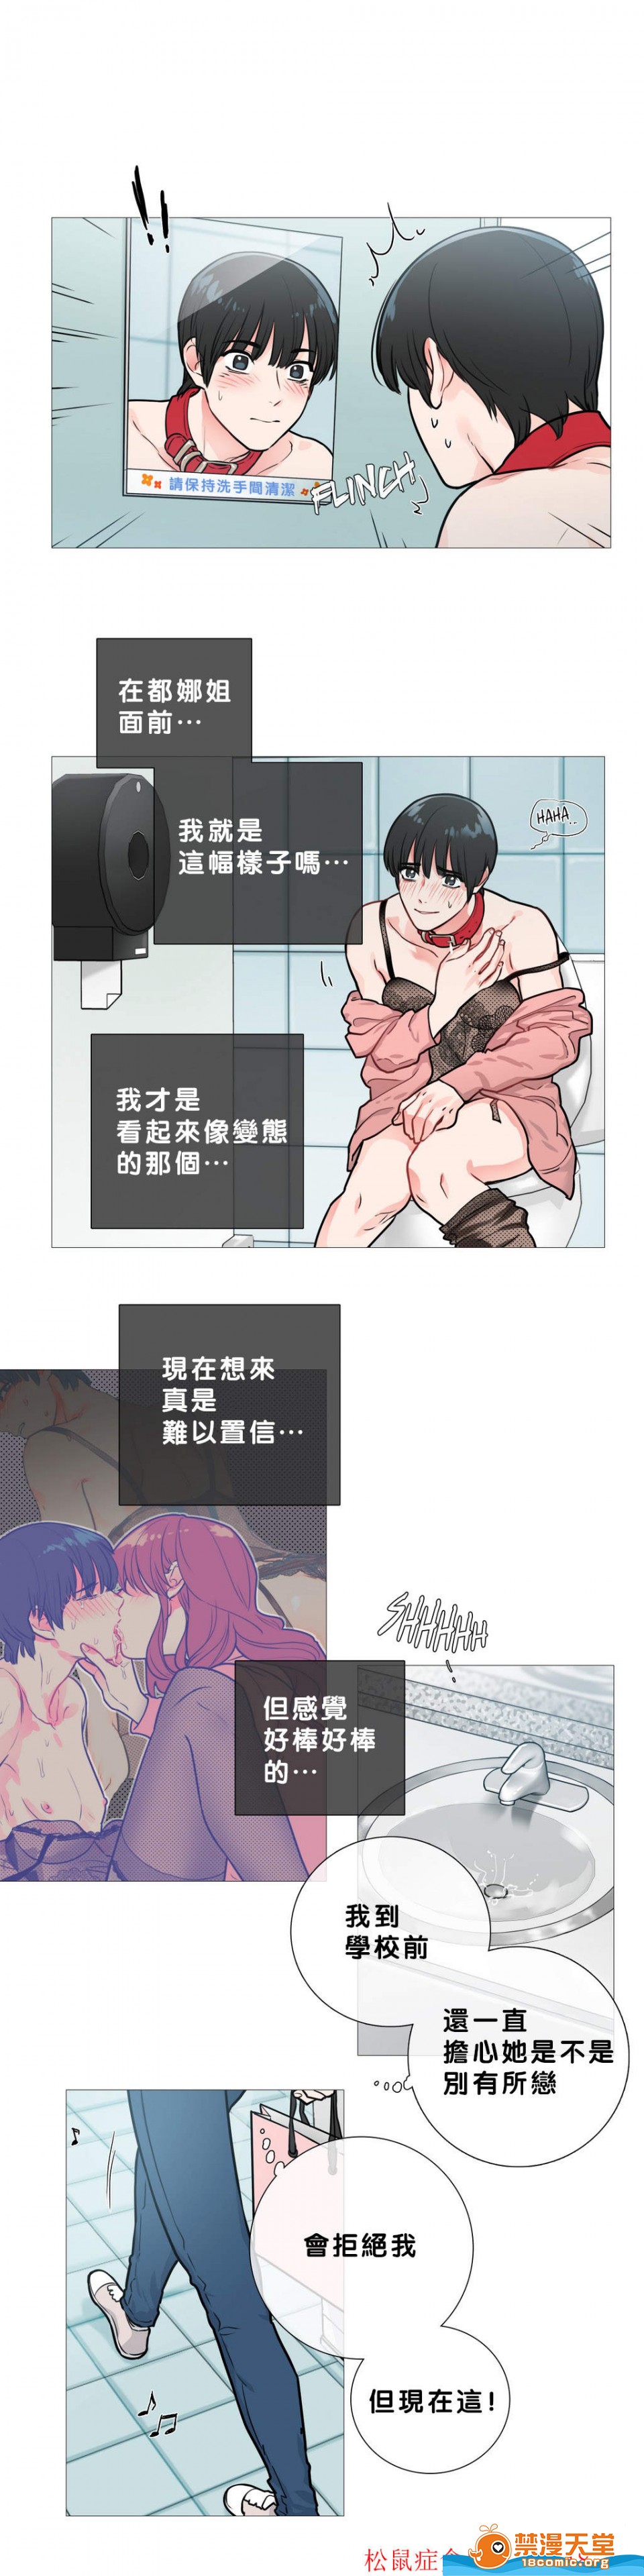 !!
請保持洗手間清潔
FLINCH
在都娜姐
面前…
我就是
這幅樣子嗎…
HAHA..
我才是
看起來像變態
的那個…
現在想來
真是
難以置信…
SHHHHH
但感覺
好棒好棒
的…
我到
學校前
還一直
擔心她是不是
別有所戀
會拒絕我
但現在這!
松鼠症
禁漫天堂
18comic.org